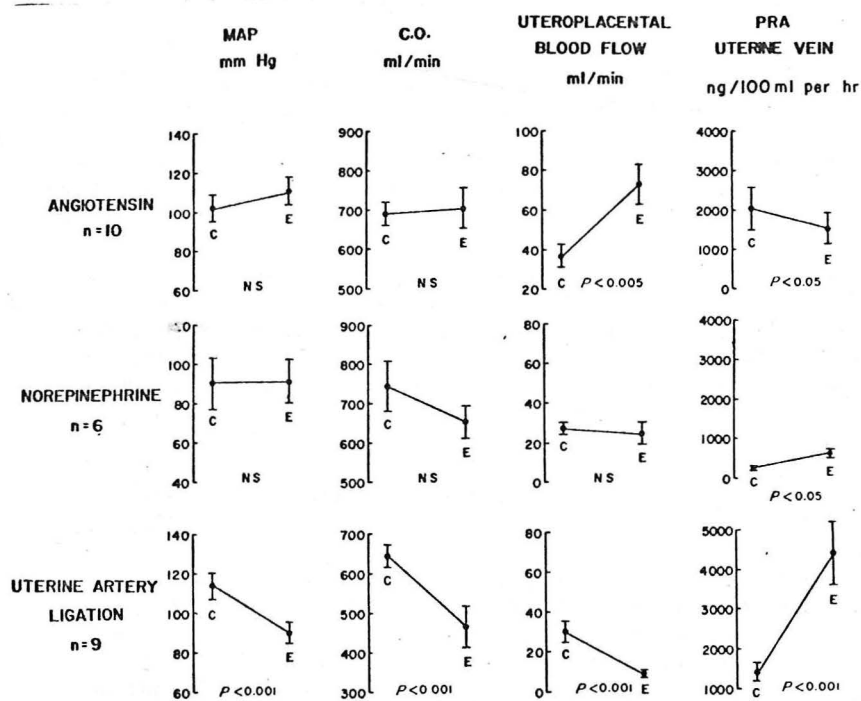 MAP
mm Hg
C.O.
ml/min
UTEROPLACENTAL
BLOOD FLOW
ml/min
PRA
UTERINE VEIN
ng/100 ml per hr
ANGIOTENSIN
n=10
140
120
100
80
60
C
E
NS
900
800
700
600
500
C
E
NS
100
80
60
40
20
C
E
P<0.005
4000
3000
2000
1000
0
C
E
P<0.05
NOREPINEPHRINE
n=6
100
80
60
40
C
E
NS
900
800
700
600
500
C
E
NS
80
60
40
20
0
C
E
NS
4000
3000
2000
1000
0
C
E
P<0.05
UTERINE ARTERY
LIGATION
n=9
140
120
100
80
60
C
E
P<0.001
700
600
500
400
300
C
E
P<0.001
80
60
40
20
0
C
E
P<0.001
5000
4000
3000
2000
1000
C
E
P<0.001